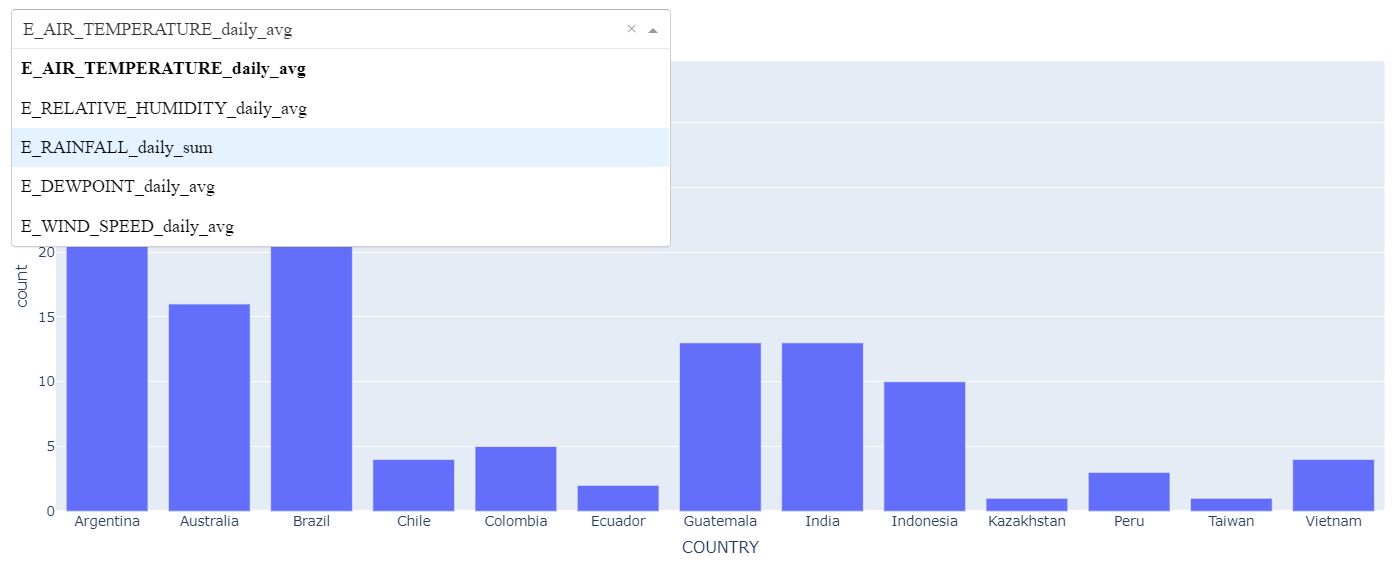 E_AIR_TEMPERATURE_daily_avg ×
E_AIR_TEMPERATURE_daily_avg
E_RELATIVE_HUMIDITY_daily_avg
E_RAINFALL_daily_sum
E_DEWPOINT_daily_avg
E_WIND_SPEED_daily_avg
20
count
15
10
5
0
Argentina Australia Brazil Chile Colombia Ecuador Guatemala India Indonesia Kazakhstan Peru Taiwan Vietnam
COUNTRY